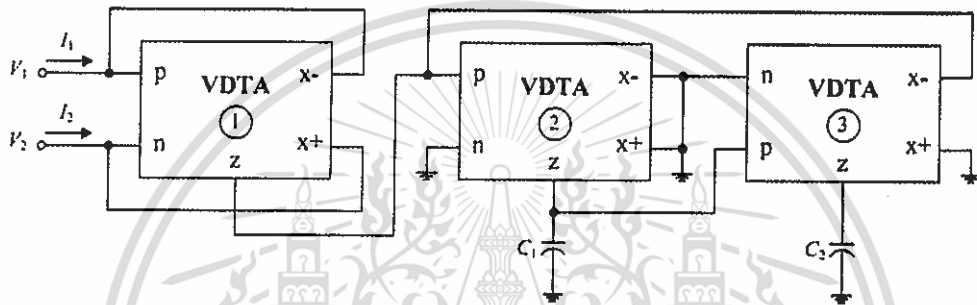 I₁
V₁
p
x-
VDTA
1
I₂
V₂
n
x+
z
p
x-
VDTA
2
n
x+
z
C₁
n
x-
VDTA
3
p
x+
z
C₂